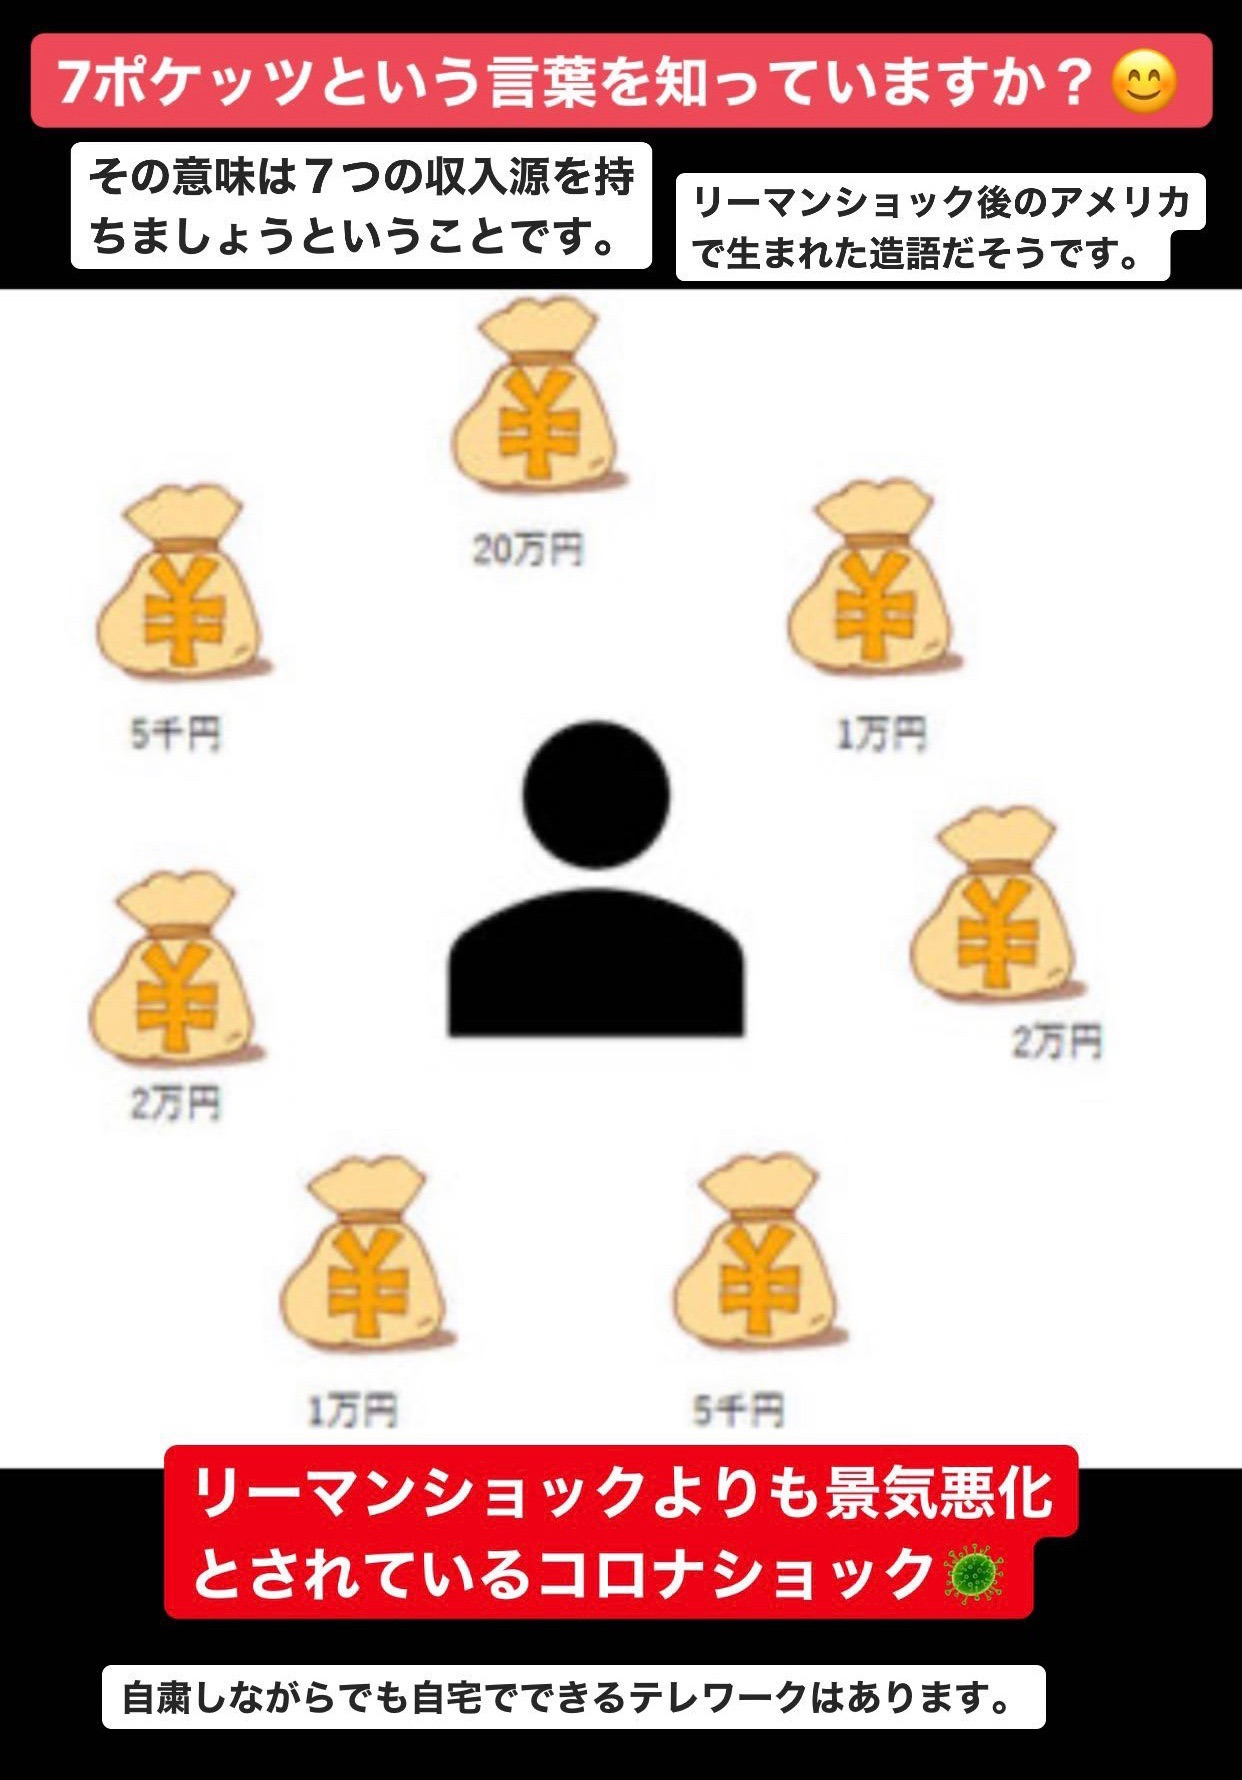 7ポケッツという言葉を知っていますか？😊
その意味は７つの収入源を持
ちましょうということです。
リーマンショック後のアメリカ
で生まれた造語だそうです。
¥
20万円
¥
5千円
¥
1万円
¥
2万円
¥
2万円
¥
1万円
¥
5千円
リーマンショックよりも景気悪化
とされているコロナショック🦠
自粛しながらでも自宅でできるテレワークはあります。